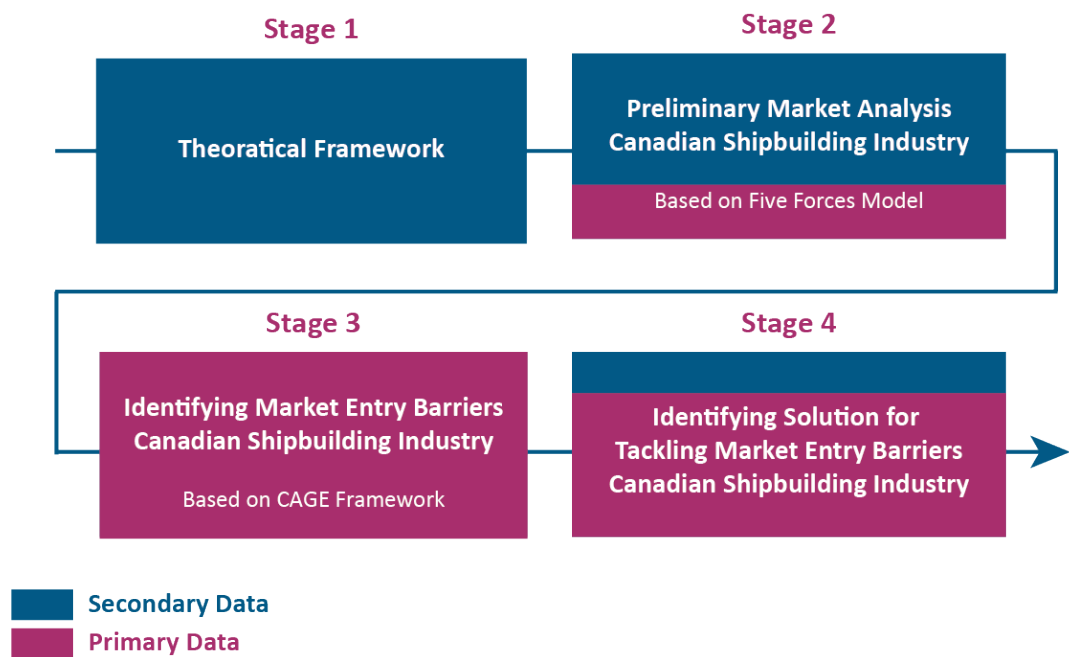 Stage 1
Theoratical Framework
Stage 2
Preliminary Market Analysis
Canadian Shipbuilding Industry
Based on Five Forces Model
Stage 3
Identifying Market Entry Barriers
Canadian Shipbuilding Industry
Based on CAGE Framework
Stage 4
Identifying Solution for
Tackling Market Entry Barriers
Canadian Shipbuilding Industry
Secondary Data
Primary Data